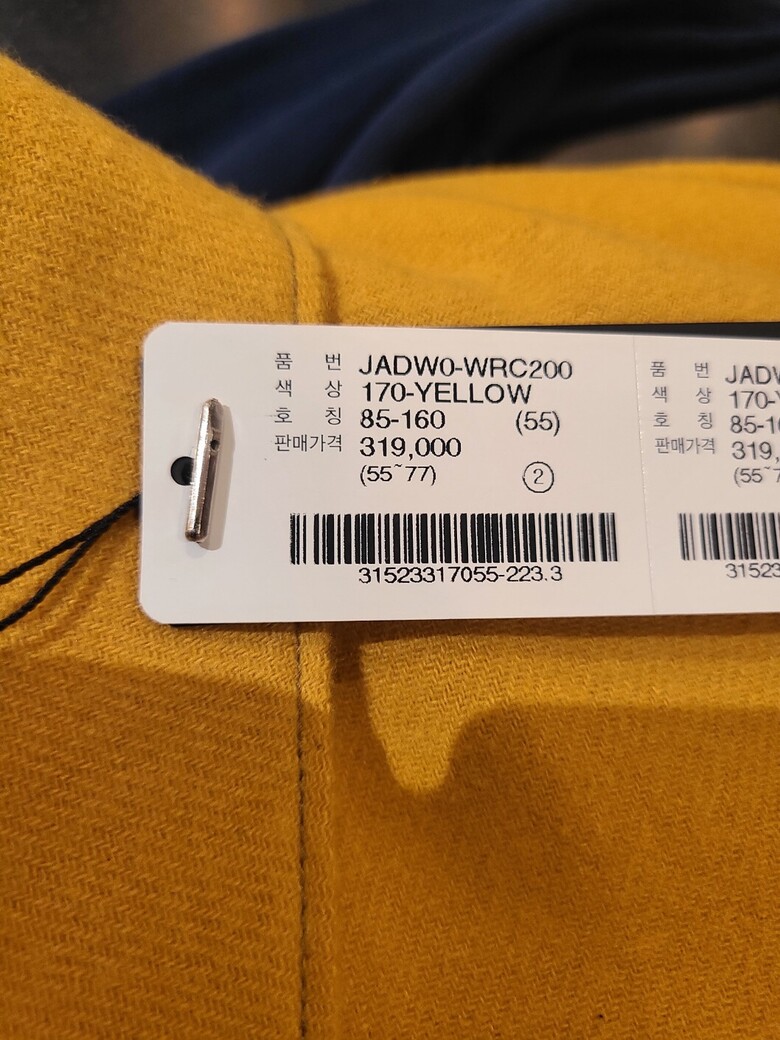 품 번 JADW0-WRC200
색 상 170-YELLOW
호 칭 85-160 (55)
판매가격 319,000
(55~77) ②
31523317055-223.3
품 번 JADW
색 상 170-
호 칭 85-1
판매가격 319,
(55~7
31523